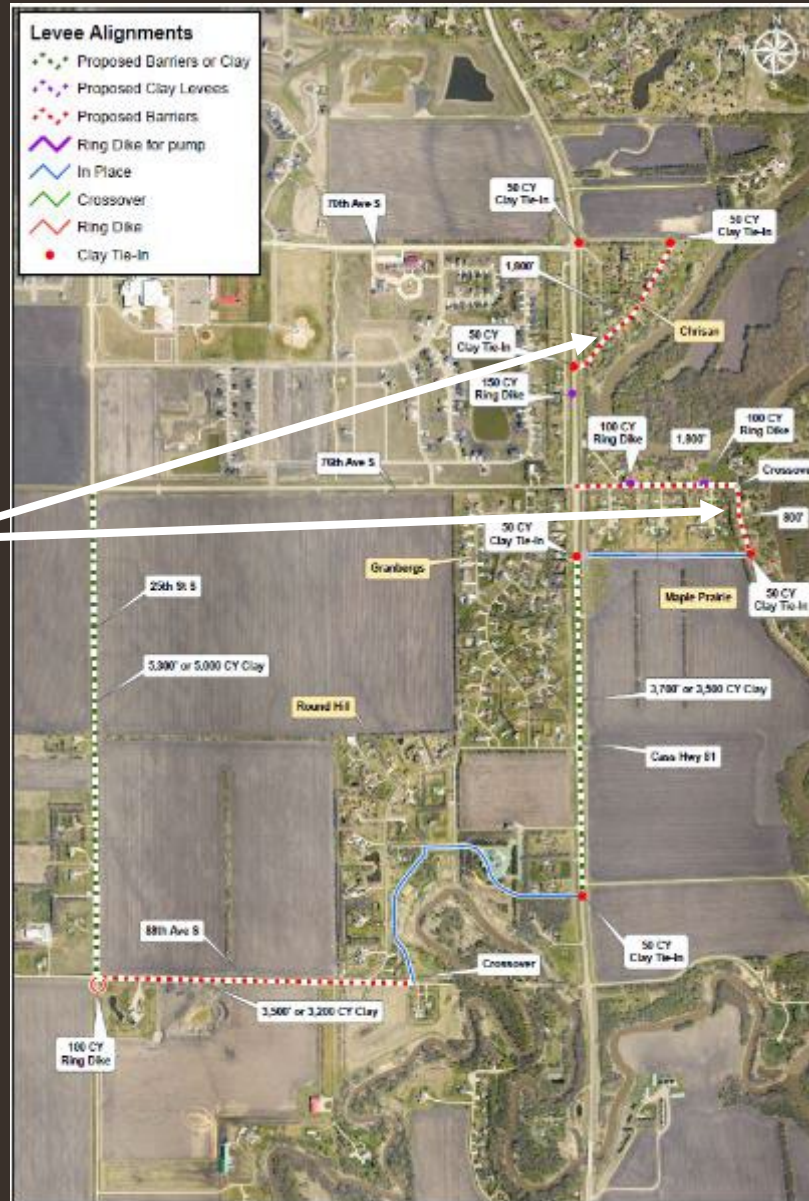 Levee Alignments
Proposed Barriers or Clay
Proposed Clay Levees
Proposed Barriers
Ring Dike for pump
In Place
Crossover
Ring Dike
Clay Tie-In
N
50 CY
Clay Tie-In
70th Ave S
50 CY
Clay Tie-In
Chrisan
50 CY
Clay Tie-In
150 CY
Ring Dike
100 CY
Ring Dike
1,800'
100 CY
Ring Dike
76th Ave S
Crossover
800'
50 CY
Clay Tie-In
Granbergs
25th St S
Maple Prairie
50 CY
Clay Tie-In
5,300' or 5,000 CY Clay
3,700' or 3,500 CY Clay
Round Hill
Cass Hwy 81
88th Ave S
Crossover
50 CY
Clay Tie-In
3,500' or 3,200 CY Clay
100 CY
Ring Dike